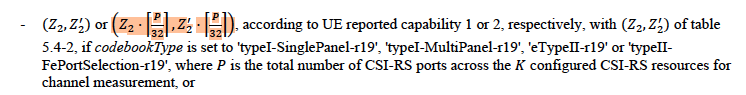 - (Z₂, Z₂′) or (Z₂ · ⌈P/32⌉, Z₂′ · ⌈P/32⌉), according to UE reported capability 1 or 2, respectively, with (Z₂, Z₂′) of table
5.4-2, if codebookType is set to 'typeI-SinglePanel-r19', 'typeI-MultiPanel-r19', 'eTypeII-r19' or 'typeII-
FePortSelection-r19', where P is the total number of CSI-RS ports across the K configured CSI-RS resources for
channel measurement, or